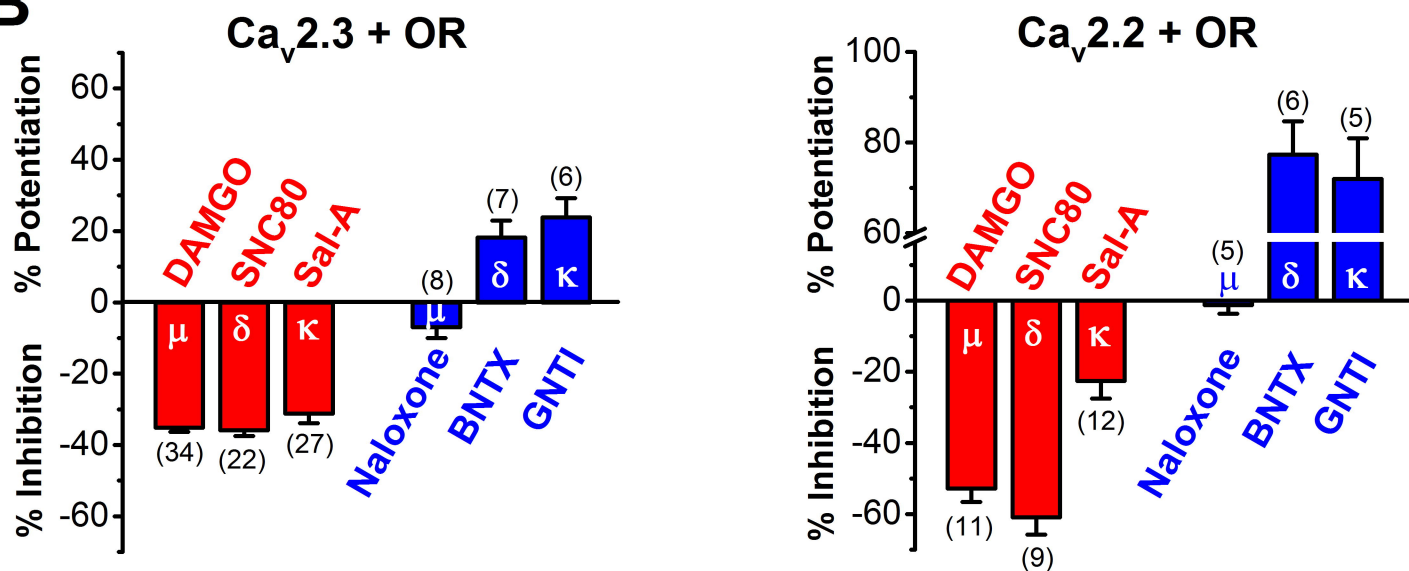 B
Cav2.3 + OR
% Potentiation
% Inhibition
60
40
20
0
-20
-40
-60
DAMGO
SNC80
Sal-A
μ
δ
κ
(34)
(22)
(27)
(8)
μ
(7)
δ
(6)
κ
Naloxone
BNTX
GNTI
Cav2.2 + OR
% Potentiation
% Inhibition
100
80
60
0
-20
-40
-60
DAMGO
SNC80
Sal-A
μ
δ
κ
(11)
(9)
(12)
(5)
μ
(6)
δ
(5)
κ
Naloxone
BNTX
GNTI